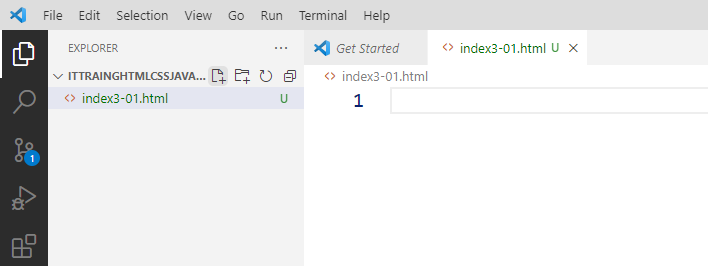 File Edit Selection View Go Run Terminal Help
EXPLORER ···
Get Started
<> index3-01.html U ×
ITTRAINGHTMLCSSJAVA...
<> index3-01.html
<> index3-01.html U
1
1